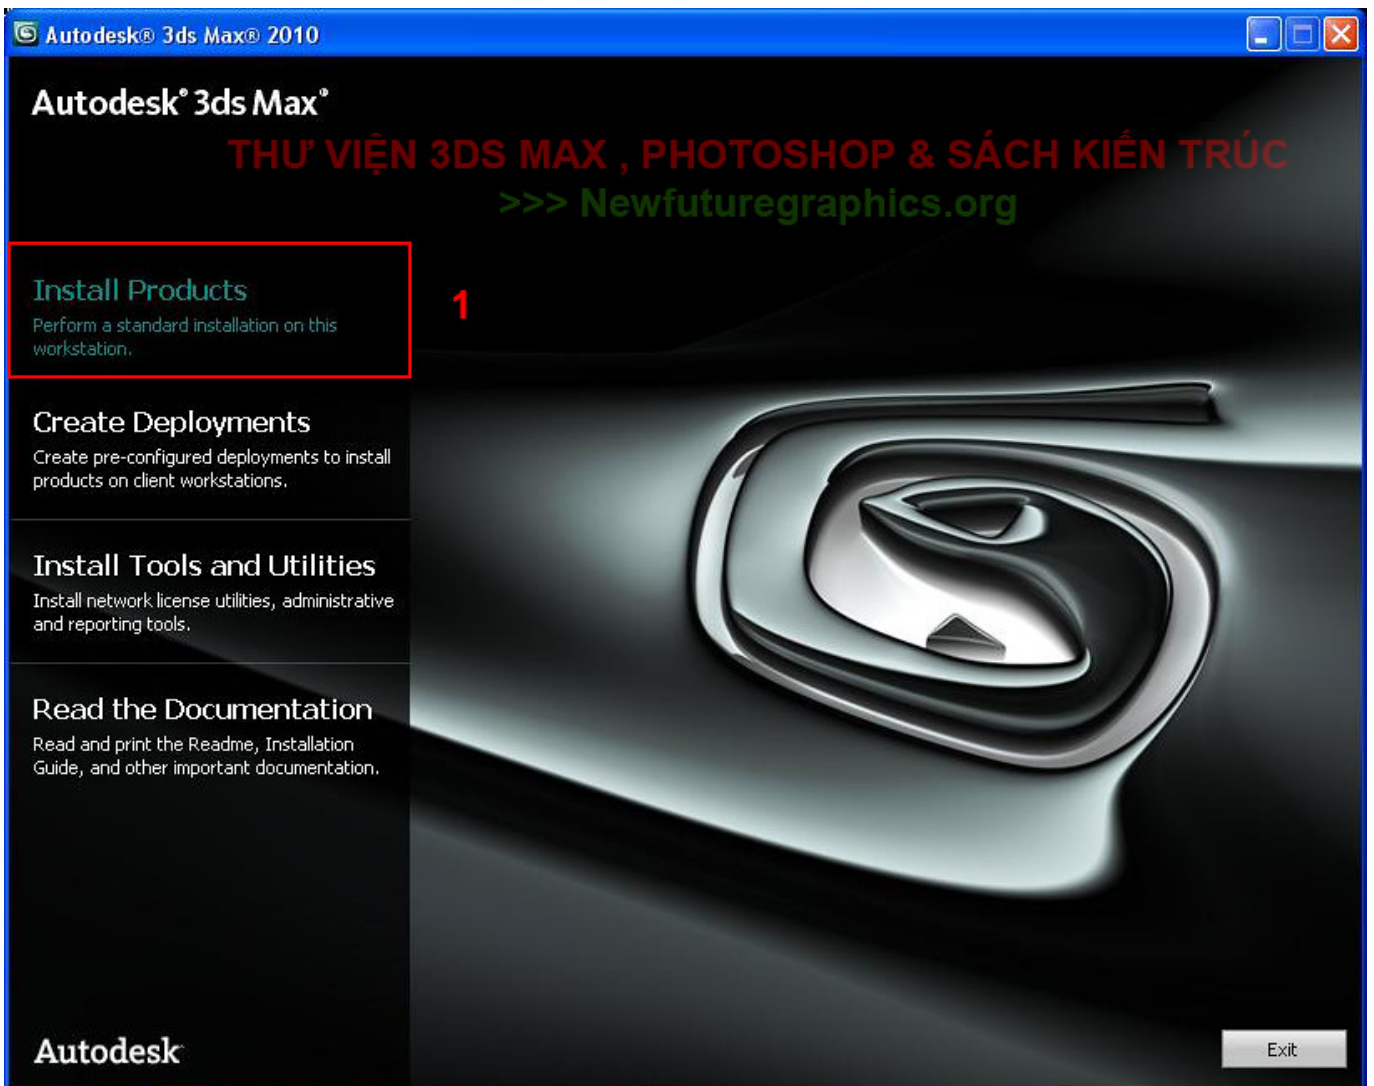 Autodesk® 3ds Max® 2010
Autodesk® 3ds Max®
THƯ VIỆN 3DS MAX , PHOTOSHOP & SÁCH KIẾN TRÚC
>>> Newfuturegraphics.org
Install Products
1
Perform a standard installation on this
workstation.
Create Deployments
Create pre-configured deployments to install
products on client workstations.
Install Tools and Utilities
Install network license utilities, administrative
and reporting tools.
Read the Documentation
Read and print the Readme, Installation
Guide, and other important documentation.
Autodesk
Exit